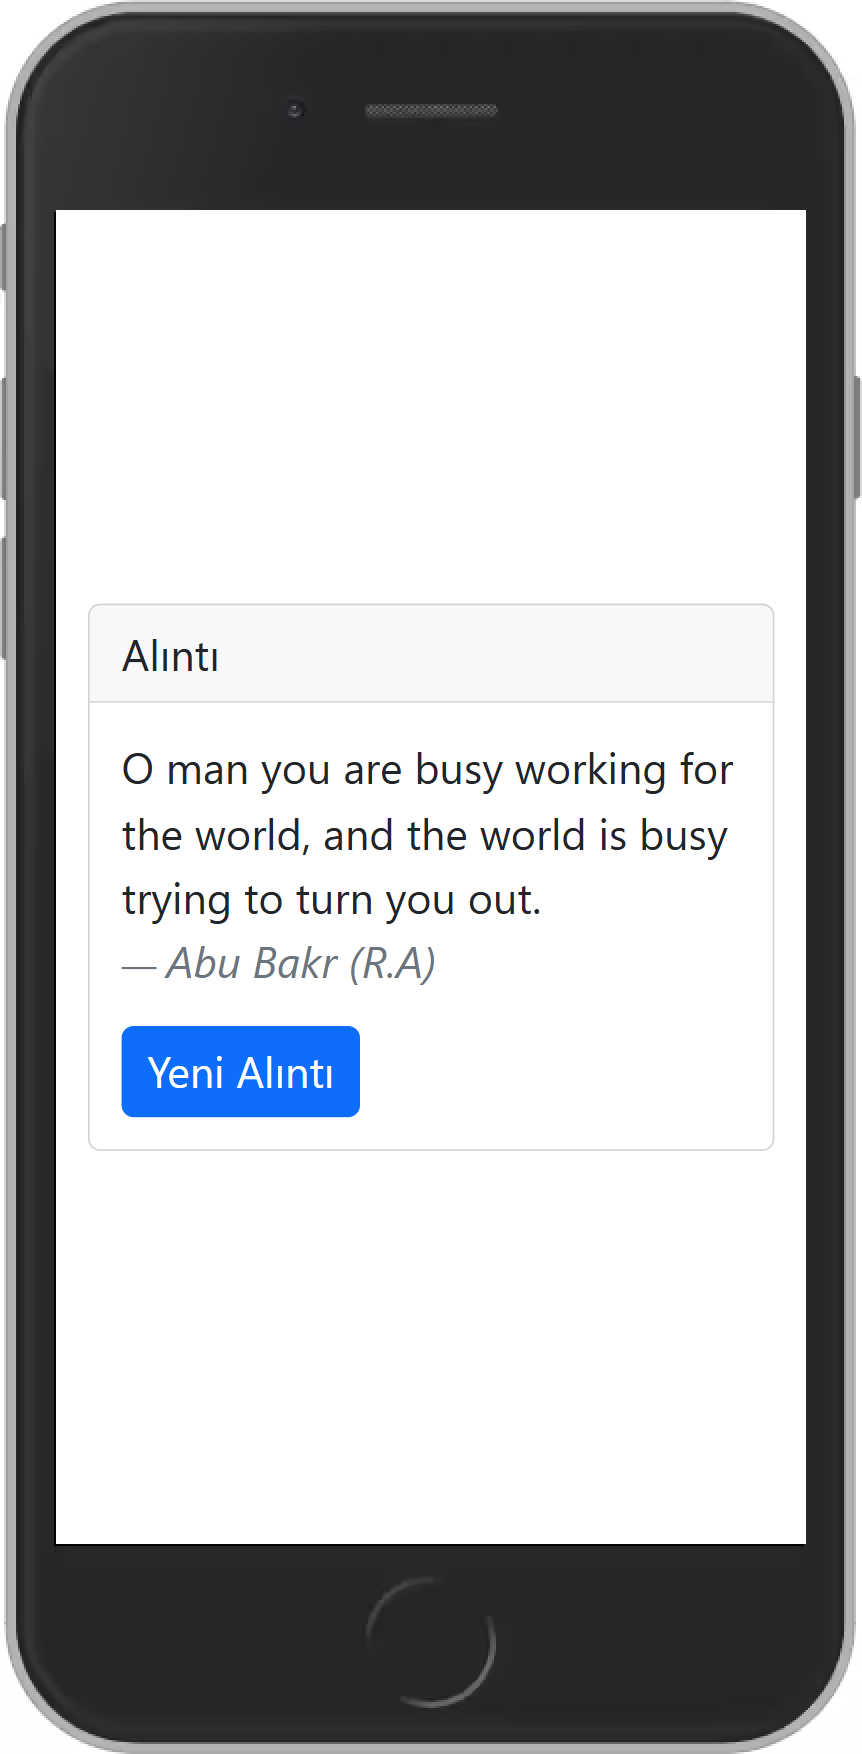 Alıntı
O man you are busy working for
the world, and the world is busy
trying to turn you out.
— Abu Bakr (R.A)
Yeni Alıntı